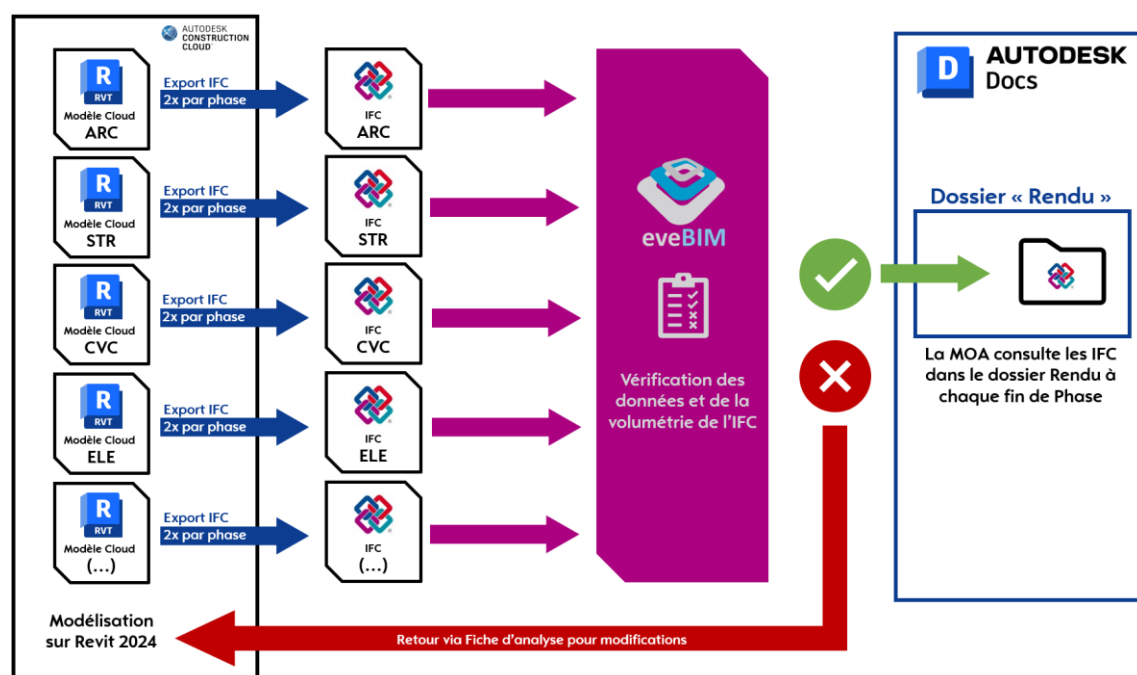 AUTODESK
CONSTRUCTION
CLOUD
R
RVT
Modèle Cloud
ARC
Export IFC
2x par phase
IFC
ARC
R
RVT
Modèle Cloud
STR
Export IFC
2x par phase
IFC
STR
R
RVT
Modèle Cloud
CVC
Export IFC
2x par phase
IFC
CVC
R
RVT
Modèle Cloud
ELE
Export IFC
2x par phase
IFC
ELE
R
RVT
Modèle Cloud
(...)
Export IFC
2x par phase
IFC
(...)
Modélisation
sur Revit 2024
eveBIM
Vérification des
données et de la
volumétrie de l'IFC
Retour via Fiche d'analyse pour modifications
D
AUTODESK
Docs
Dossier « Rendu »
La MOA consulte les IFC
dans le dossier Rendu à
chaque fin de Phase